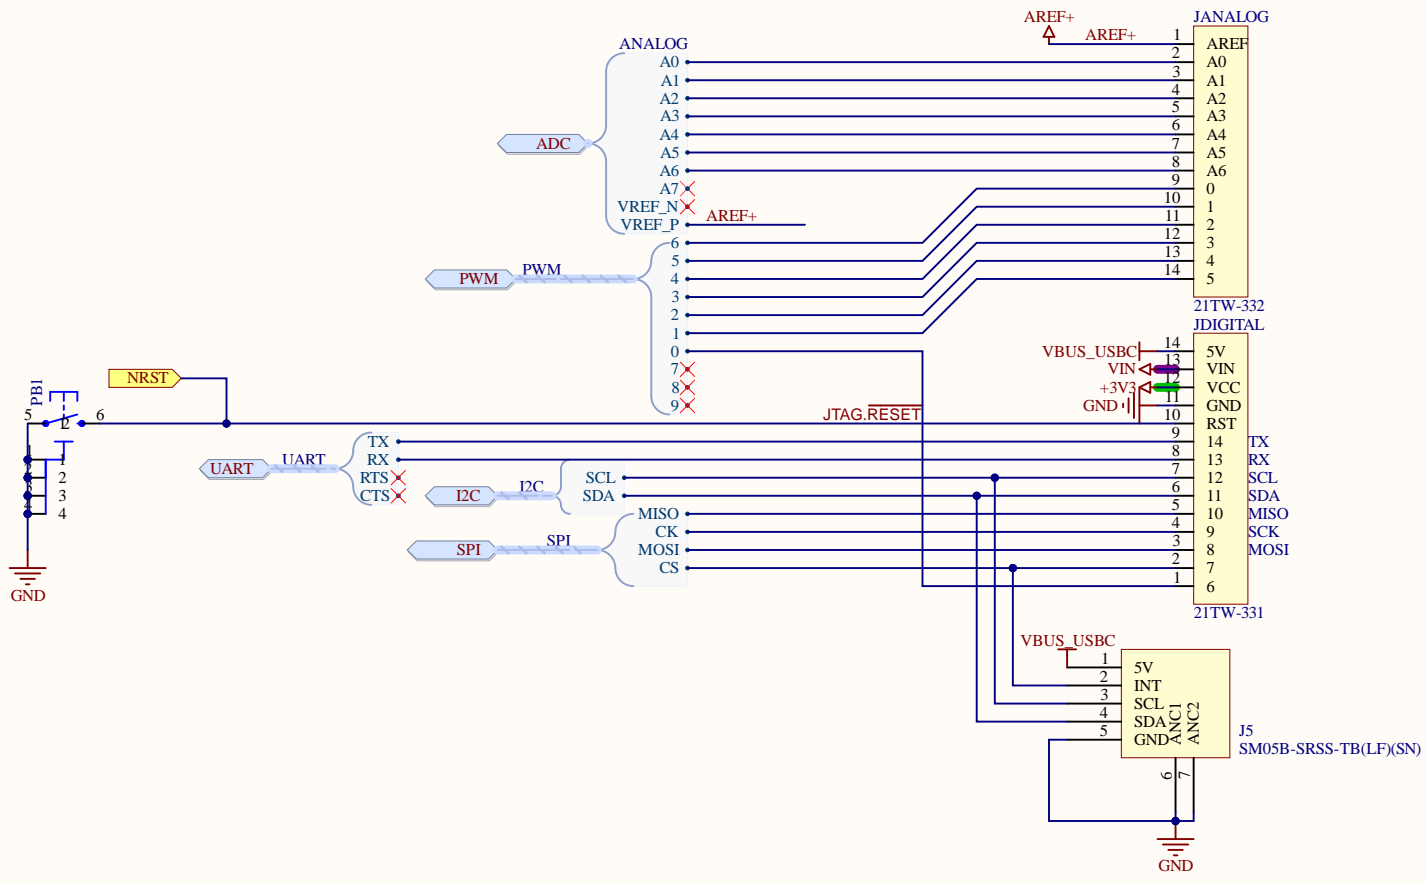 AREF+
AREF+
JANALOG
1 AREF
2 A0
3 A1
4 A2
5 A3
6 A4
7 A5
8 A6
9 0
10 1
11 2
12 3
13 4
14 5
21TW-332
ANALOG
A0
A1
A2
A3
A4
A5
A6
A7
VREF_N
VREF_P
AREF+
ADC
PWM
PWM
6
5
4
3
2
1
0
7
8
9
JDIGITAL
VBUS_USBC 14 5V
VIN 13 VIN
+3V3 12 VCC
GND 11 GND
10 RST
9 14 TX
8 13 RX
7 12 SCL
6 11 SDA
5 10 MISO
4 9 SCK
3 8 MOSI
2 7
1 6
21TW-331
JTAG.RESET
NRST
PB1
5
12
6
1 1
2 2
3 3
4 4
GND
UART
UART
TX
RX
RTS
CTS
I2C
I2C
SCL
SDA
SPI
SPI
MISO
CK
MOSI
CS
VBUS_USBC
1 5V
2 INT
3 SCL
4 SDA
5 GND
ANC1
ANC2
6
7
J5
SM05B-SRSS-TB(LF)(SN)
GND